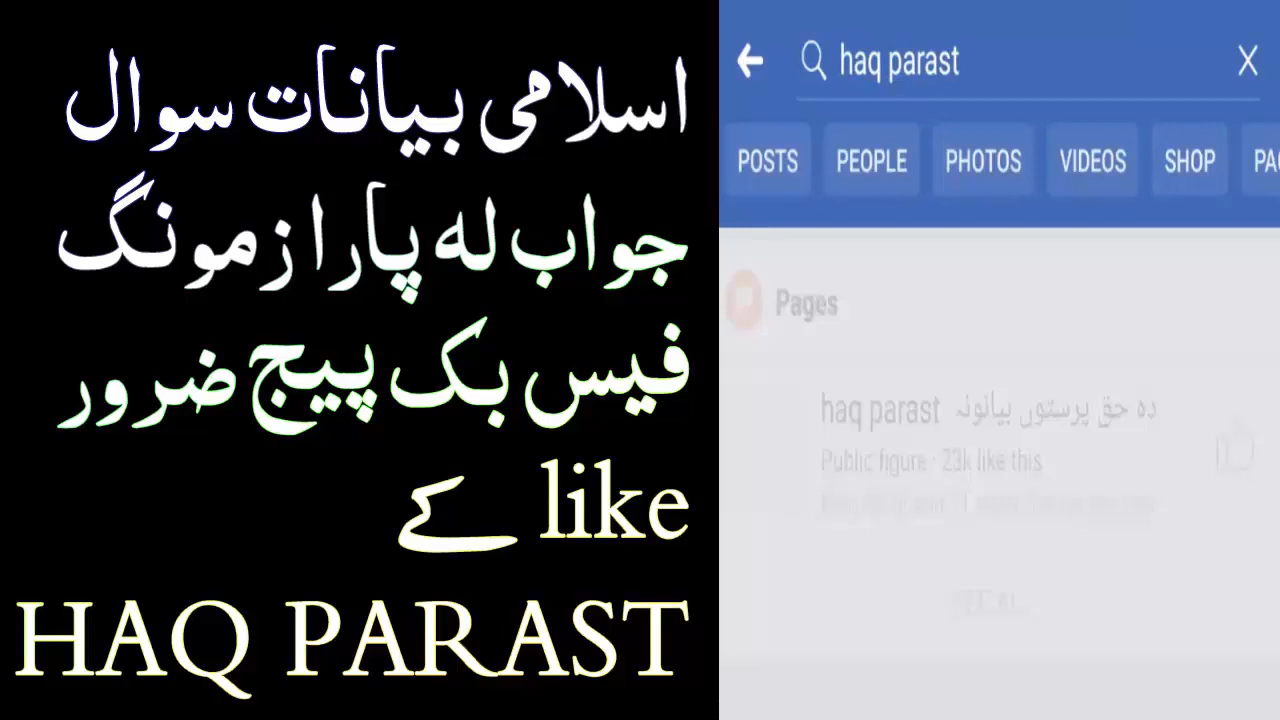 اسلامی بیانات سوال
جواب له پارا زمونگ
فیس بک پیج ضرور
like کے
HAQ PARAST
haq parast
POSTS PEOPLE PHOTOS VIDEOS SHOP
Pages
haq parast ده حق پرستوں بیانونہ
Public figure · 23k like this